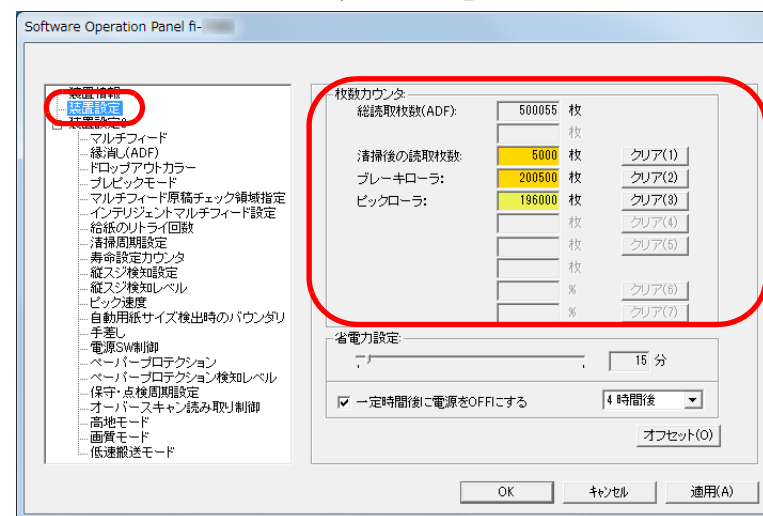 Software Operation Panel fi-
装置情報
装置設定
装置設定2
マルチフィード
縁消し(ADF)
ドロップアウトカラー
プレピックモード
マルチフィード原稿チェック領域指定
インテリジェントマルチフィード設定
給紙のリトライ回数
清掃周期設定
寿命設定カウンタ
縦スジ検知設定
縦スジ検知レベル
ピック速度
自動用紙サイズ検出時のバウンダリ
手差し
電源SW制御
ペーパープロテクション
ペーパープロテクション検知レベル
保守・点検周期設定
オーバースキャン読み取り制御
高地モード
画質モード
低速搬送モード
枚数カウンタ:
総読取枚数(ADF): 500055 枚
枚
清掃後の読取枚数: 5000 枚 クリア(1)
ブレーキローラ: 200500 枚 クリア(2)
ピックローラ: 196000 枚 クリア(3)
枚 クリア(4)
枚 クリア(5)
枚
% クリア(6)
% クリア(7)
省電力設定:
15 分
一定時間後に電源をOFFにする 4 時間後
オフセット(O)
OK キャンセル 適用(A)